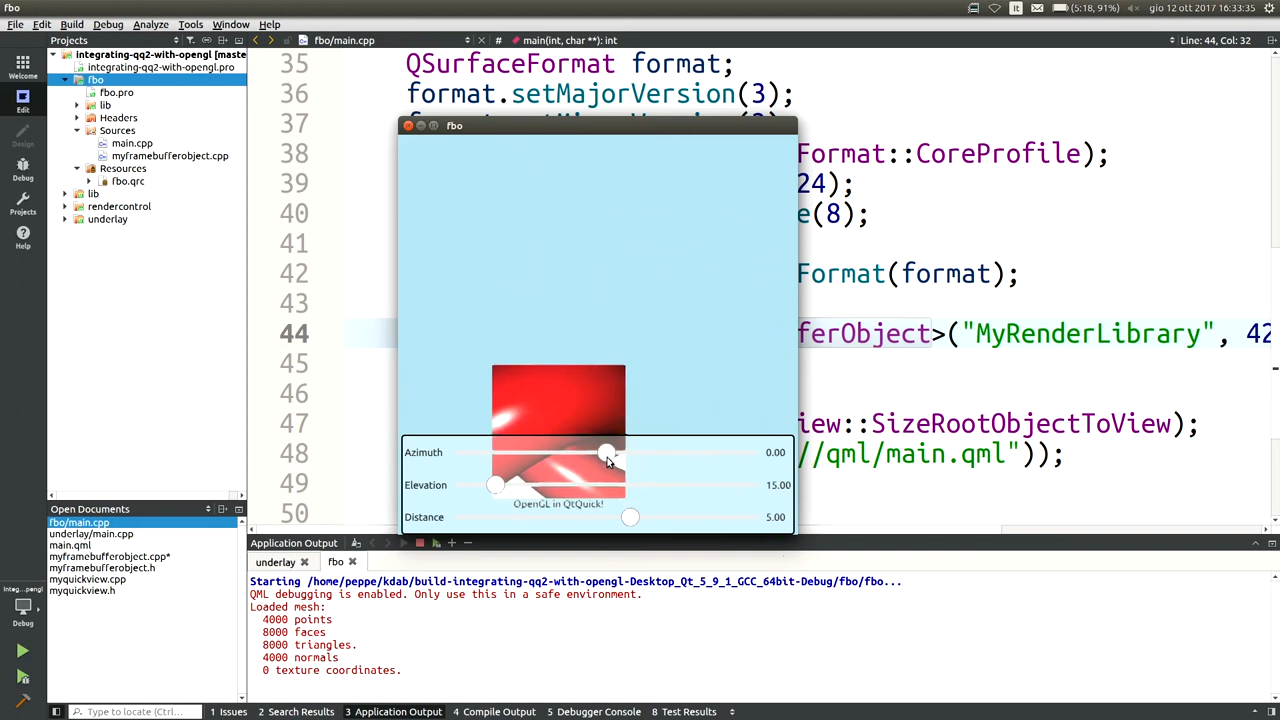 fbo
It
(5:18, 91%)
gio 12 ott 2017 16:33:35
File Edit Build Debug Analyze Tools Window Help
Projects
fbo/main.cpp
# main(int, char **): int
Line: 44, Col: 32
Welcome
Edit
Design
Debug
Projects
Help
integrating-qq2-with-opengl [maste
integrating-qq2-with-opengl.pro
fbo
fbo.pro
lib
Headers
Sources
main.cpp
myframebufferobject.cpp
Resources
fbo.qrc
lib
rendercontrol
underlay
35 QSurfaceFormat format;
36 format.setMajorVersion(3);
37
38 Format::CoreProfile);
39 24);
40 e(8);
41
42 Format(format);
43
44 ferObject>("MyRenderLibrary", 42
45
46
47 iew::SizeRootObjectToView);
48 //qml/main.qml"));
49
50
fbo
Azimuth 0.00
Elevation 15.00
OpenGL in QtQuick!
Distance 5.00
Open Documents
fbo/main.cpp
underlay/main.cpp
main.qml
myframebufferobject.cpp*
myframebufferobject.h
myquickview.cpp
myquickview.h
Integ...pengl
Debug
Application Output
underlay
fbo
Starting /home/peppe/kdab/build-integrating-qq2-with-opengl-Desktop_Qt_5_9_1_GCC_64bit-Debug/fbo/fbo...
QML debugging is enabled. Only use this in a safe environment.
Loaded mesh:
4000 points
8000 faces
8000 triangles.
4000 normals
0 texture coordinates.
Type to locate (Ctrl...
1 Issues 2 Search Results 3 Application Output 4 Compile Output 5 Debugger Console 8 Test Results